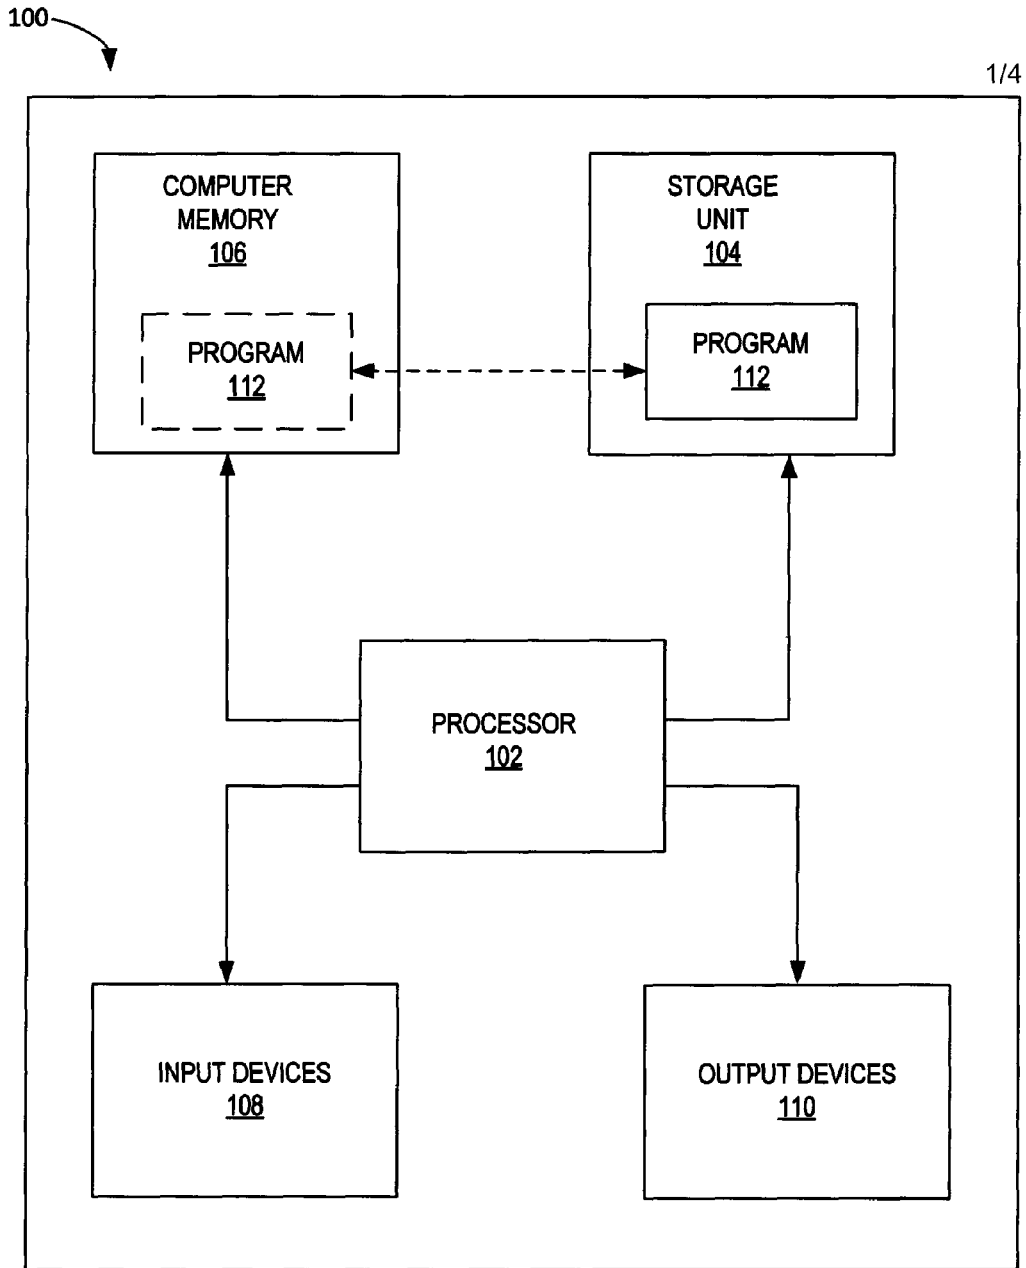 100
1/4
COMPUTER
MEMORY
106
PROGRAM
112
STORAGE
UNIT
104
PROGRAM
112
PROCESSOR
102
INPUT DEVICES
108
OUTPUT DEVICES
110